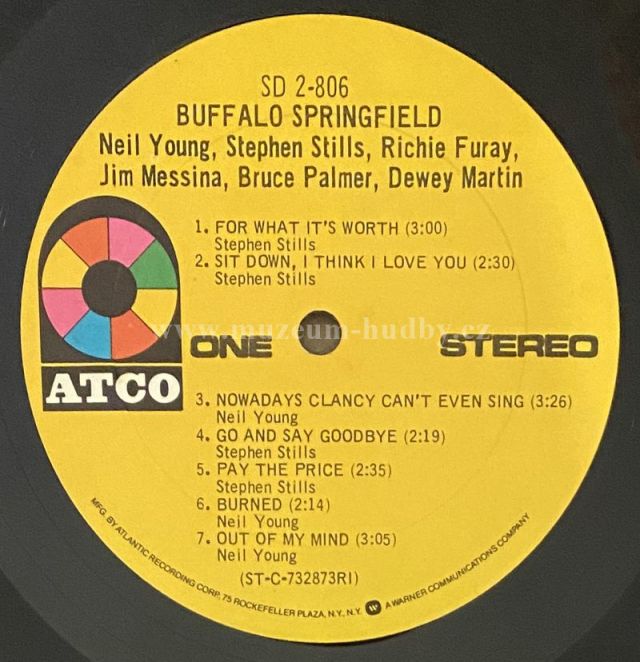 SD 2-806
BUFFALO SPRINGFIELD
Neil Young, Stephen Stills, Richie Furay,
Jim Messina, Bruce Palmer, Dewey Martin
1. FOR WHAT IT'S WORTH (3:00)
Stephen Stills
2. SIT DOWN, I THINK I LOVE YOU (2:30)
Stephen Stills
www.muzeum-hudby.cz
ONE
STEREO
ATCO
3. NOWADAYS CLANCY CAN'T EVEN SING (3:26)
Neil Young
4. GO AND SAY GOODBYE (2:19)
Stephen Stills
5. PAY THE PRICE (2:35)
Stephen Stills
6. BURNED (2:14)
Neil Young
7. OUT OF MY MIND (3:05)
Neil Young
(ST-C-732873RI)
MFG. BY ATLANTIC RECORDING CORP. 75 ROCKEFELLER PLAZA, N.Y., N.Y. W A WARNER COMMUNICATIONS COMPANY